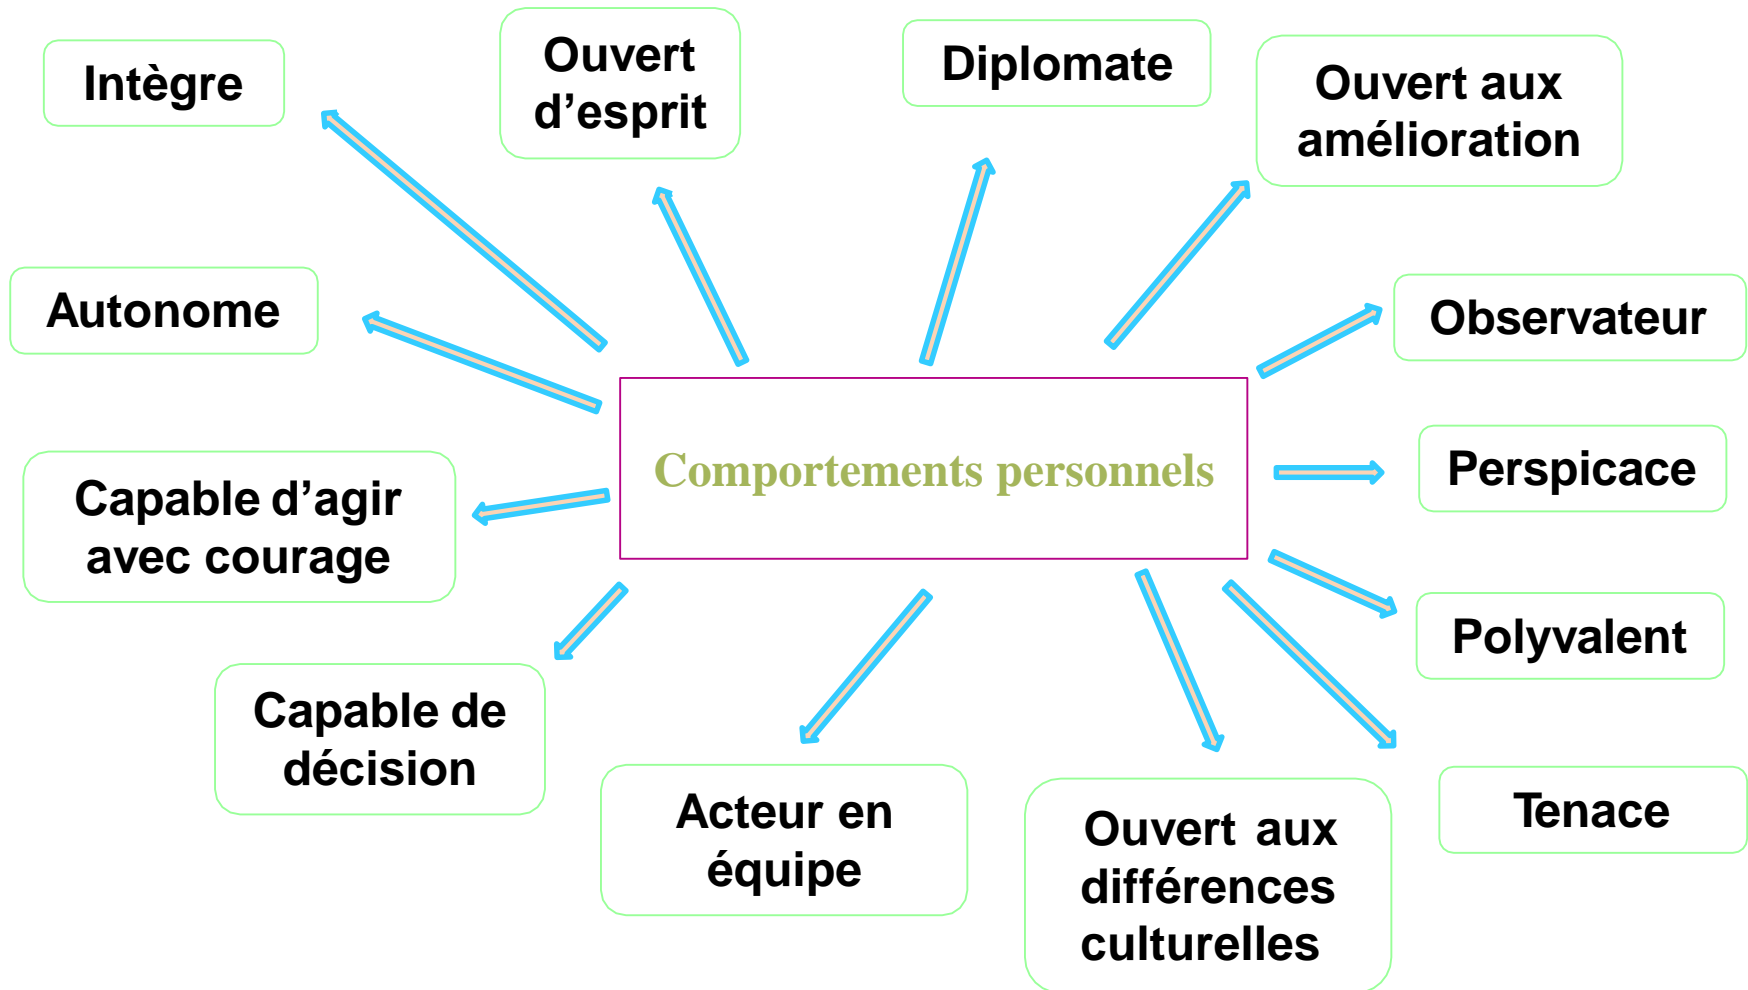 Intègre
Ouvert
d’esprit
Diplomate
Ouvert aux
amélioration
Autonome
Observateur
Comportements personnels
Perspicace
Capable d’agir
avec courage
Polyvalent
Capable de
décision
Acteur en
équipe
Ouvert aux
différences
culturelles
Tenace